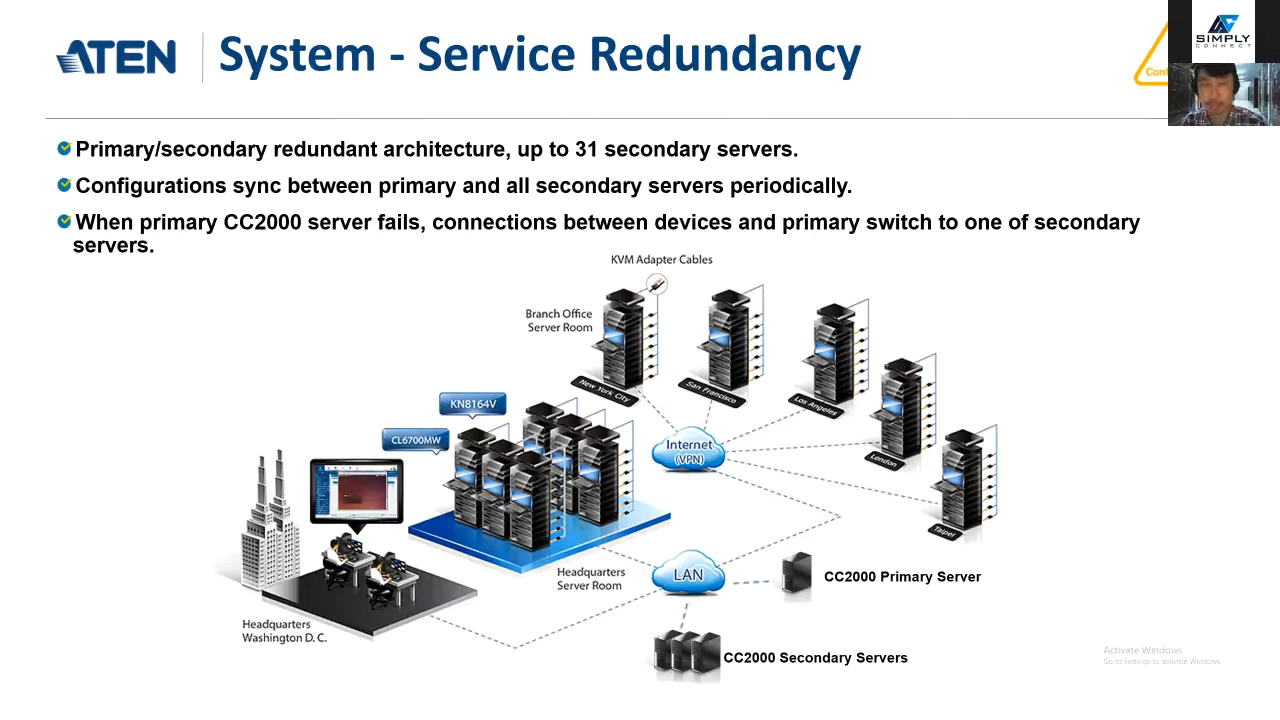 ATEN
System - Service Redundancy
Cont
SIMPLY
CONNECT
Primary/secondary redundant architecture, up to 31 secondary servers.
Configurations sync between primary and all secondary servers periodically.
When primary CC2000 server fails, connections between devices and primary switch to one of secondary
servers.
KVM Adapter Cables
Branch Office
Server Room
New York City
San Francisco
Los Angeles
London
Taipei
KN8164V
CL6700MW
Internet
(VPN)
LAN
Headquarters
Server Room
CC2000 Primary Server
Headquarters
Washington D. C.
CC2000 Secondary Servers
Activate Windows
Go to Settings to activate Windows.